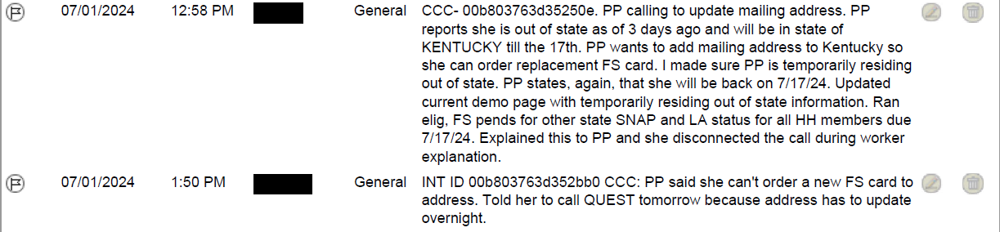 07/01/2024 12:58 PM General CCC- 00b803763d35250e. PP calling to update mailing address. PP
reports she is out of state as of 3 days ago and will be in state of
KENTUCKY till the 17th. PP wants to add mailing address to Kentucky so
she can order replacement FS card. I made sure PP is temporarily residing
out of state. PP states, again, that she will be back on 7/17/24. Updated
current demo page with temporarily residing out of state information. Ran
elig, FS pends for other state SNAP and LA status for all HH members due
7/17/24. Explained this to PP and she disconnected the call during worker
explanation.
07/01/2024 1:50 PM General INT ID 00b803763d352bb0 CCC: PP said she can't order a new FS card to
address. Told her to call QUEST tomorrow because address has to update
overnight.